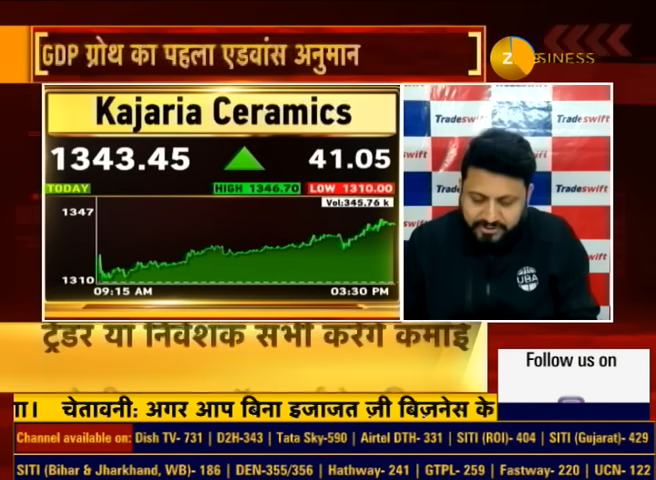 GDP ग्रोथ का पहला एडवांस अनुमान
Z BUSINESS
Kajaria Ceramics
1343.45 41.05
TODAY HIGH 1346.70 LOW 1310.00
Vol:345.76 k
1347
1310
09:15 AM 03:30 PM
Tradeswift
Tradeswift
Tradeswift
UBA
ट्रेडर या निवेशक सभी करेंगे कमाई
Follow us on
ा। चेतावनी: अगर आप बिना इजाजत ज़ी बिज़नेस के
Channel available on: Dish TV- 731 | D2H-343 | Tata Sky-590 | Airtel DTH- 331 | SITI (ROI)- 404 | SITI (Gujarat)- 429
SITI (Bihar & Jharkhand, WB)- 186 | DEN-355/356 | Hathway- 241 | GTPL- 259 | Fastway- 220 | UCN- 122